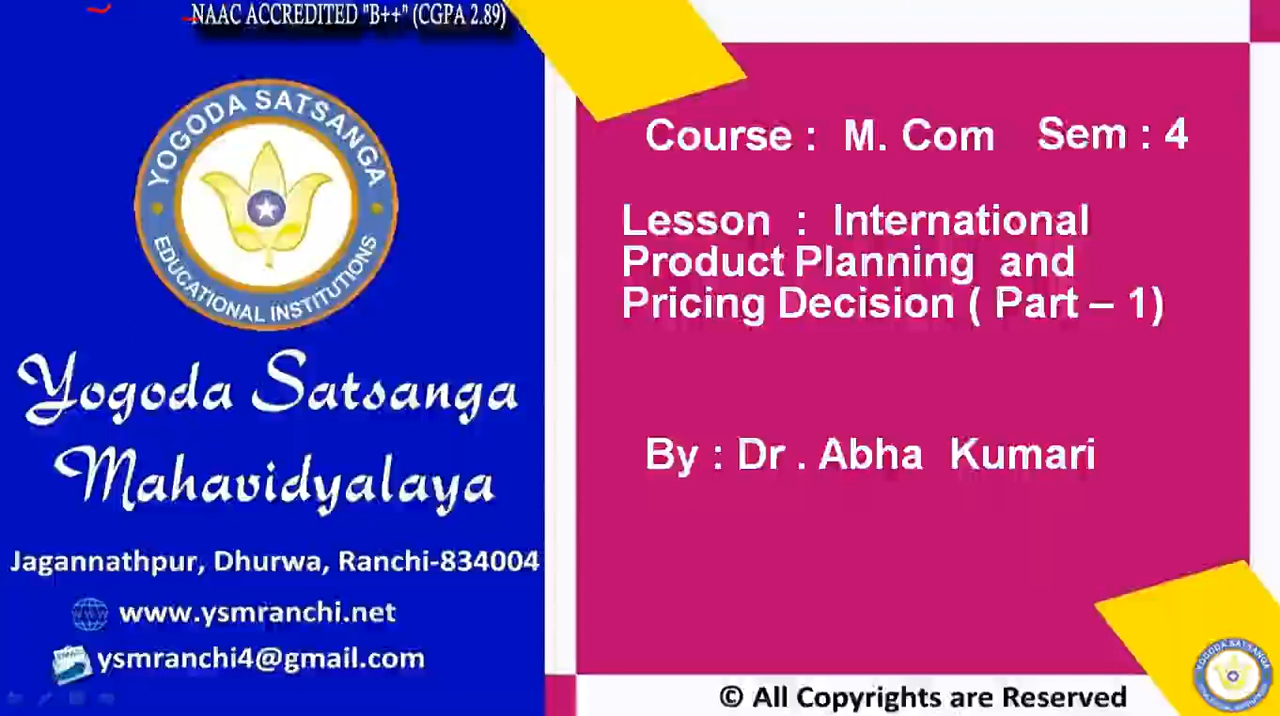 NAAC ACCREDITED "B++" (CGPA 2.89)
YOGODA SATSANGA
EDUCATIONAL INSTITUTIONS
Yogoda Satsanga
Mahavidyalaya
Jagannathpur, Dhurwa, Ranchi-834004
www.ysmranchi.net
ysmranchi4@gmail.com
Course : M. Com Sem : 4
Lesson : International
Product Planning and
Pricing Decision ( Part – 1)
By : Dr . Abha Kumari
© All Copyrights are Reserved
YOGODA SATSANGA